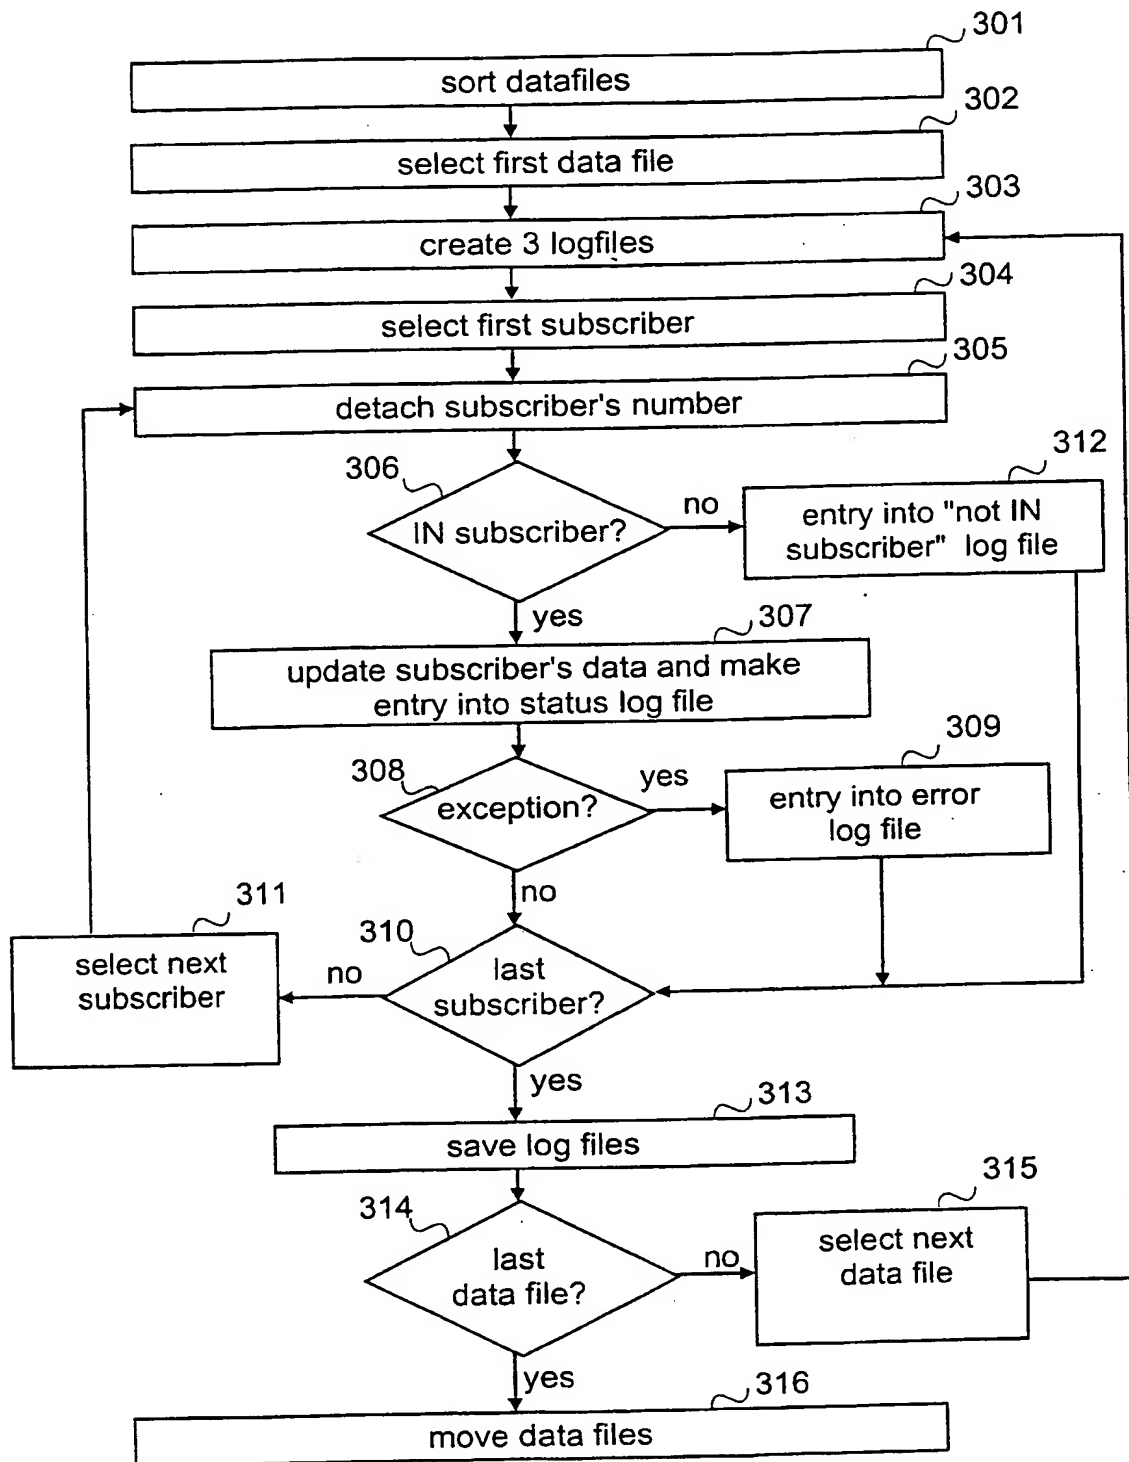 301
sort datafiles
302
select first data file
303
create 3 logfiles
304
select first subscriber
305
detach subscriber's number
306
IN subscriber?
no
312
entry into "not IN
subscriber" log file
yes
307
update subscriber's data and make
entry into status log file
308
exception?
yes
309
entry into error
log file
no
310
last
subscriber?
no
311
select next
subscriber
yes
313
save log files
314
last
data file?
no
315
select next
data file
yes
316
move data files